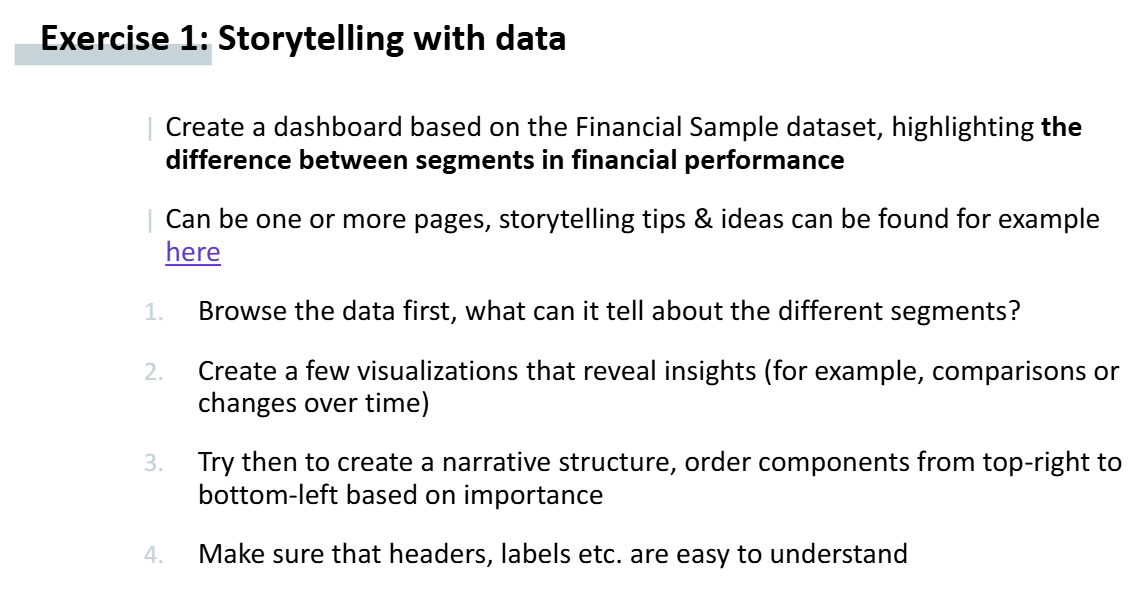 Exercise 1: Storytelling with data
Create a dashboard based on the Financial Sample dataset, highlighting the
difference between segments in financial performance
Can be one or more pages, storytelling tips & ideas can be found for example
here
1. Browse the data first, what can it tell about the different segments?
2. Create a few visualizations that reveal insights (for example, comparisons or
changes over time)
3. Try then to create a narrative structure, order components from top-right to
bottom-left based on importance
4. Make sure that headers, labels etc. are easy to understand